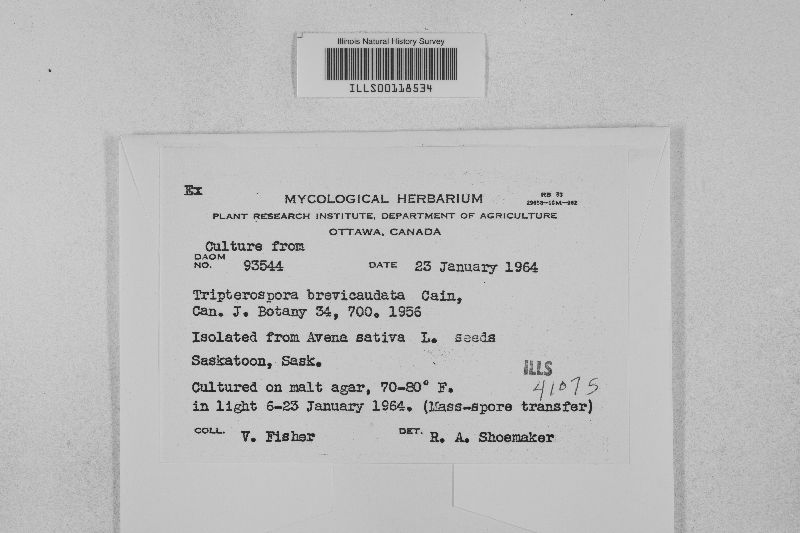 Illinois Natural History Survey
ILLS00118534
Ex
MYCOLOGICAL HERBARIUM
PLANT RESEARCH INSTITUTE, DEPARTMENT OF AGRICULTURE
OTTAWA, CANADA
Culture from
DAOM NO. 93544 DATE 23 January 1964
Tripterospora brevicaudata Cain,
Can. J. Botany 34, 700. 1956
Isolated from Avena sativa L. seeds
Saskatoon, Sask.
ILLS
41075
Cultured on malt agar, 70-80° F.
in light 6-23 January 1964. (Mass-spore transfer)
COLL. V. Fisher DET. R. A. Shoemaker